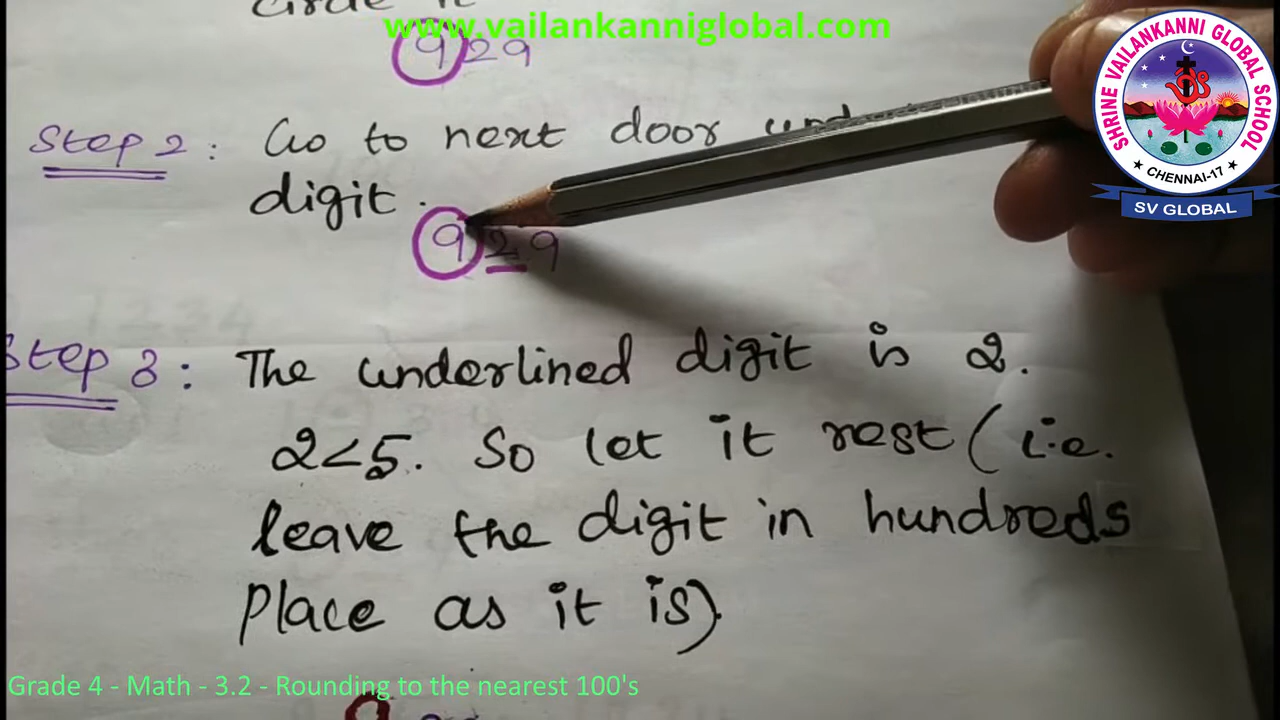 www.vailankanniglobal.com
929
Step 2: Go to next door
digit.
929
Step 3: The underlined digit is 2.
2<5. So let it rest (i.e.
leave the digit in hundreds
Place as it is)
SHRINE VAILANKANNI GLOBAL SCHOOL
CHENNAI-17
SV GLOBAL
Grade 4 - Math - 3.2 - Rounding to the nearest 100's